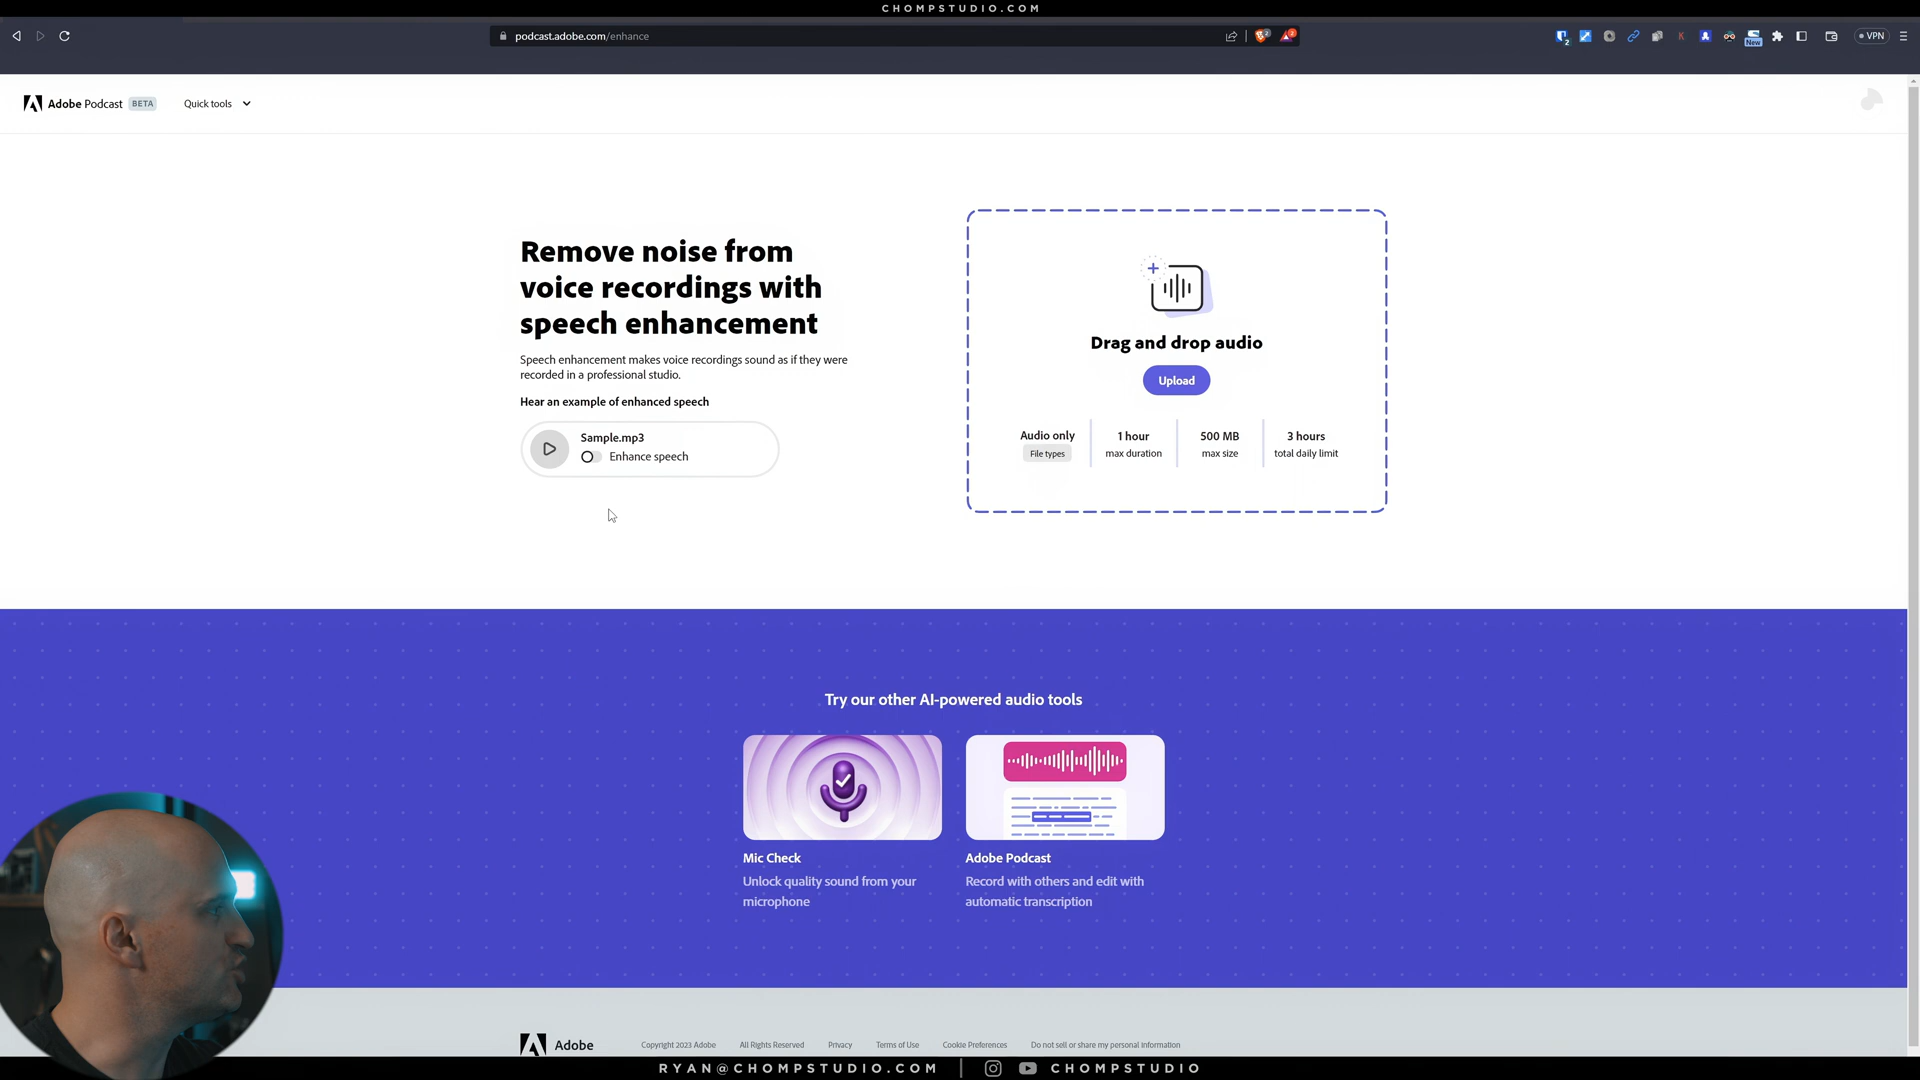 CHOMPSTUDIO.COM
podcast.adobe.com/enhance
2
2
2
K
New
VPN
Adobe Podcast BETA
Quick tools
Remove noise from
voice recordings with
speech enhancement
Speech enhancement makes voice recordings sound as if they were
recorded in a professional studio.
Hear an example of enhanced speech
Sample.mp3
Enhance speech
Drag and drop audio
Upload
Audio only
File types
1 hour
max duration
500 MB
max size
3 hours
total daily limit
Try our other AI-powered audio tools
Mic Check
Unlock quality sound from your
microphone
Adobe Podcast
Record with others and edit with
automatic transcription
Adobe
Copyright 2023 Adobe
All Rights Reserved
Privacy
Terms of Use
Cookie Preferences
Do not sell or share my personal information
RYAN@CHOMPSTUDIO.COM
CHOMPSTUDIO